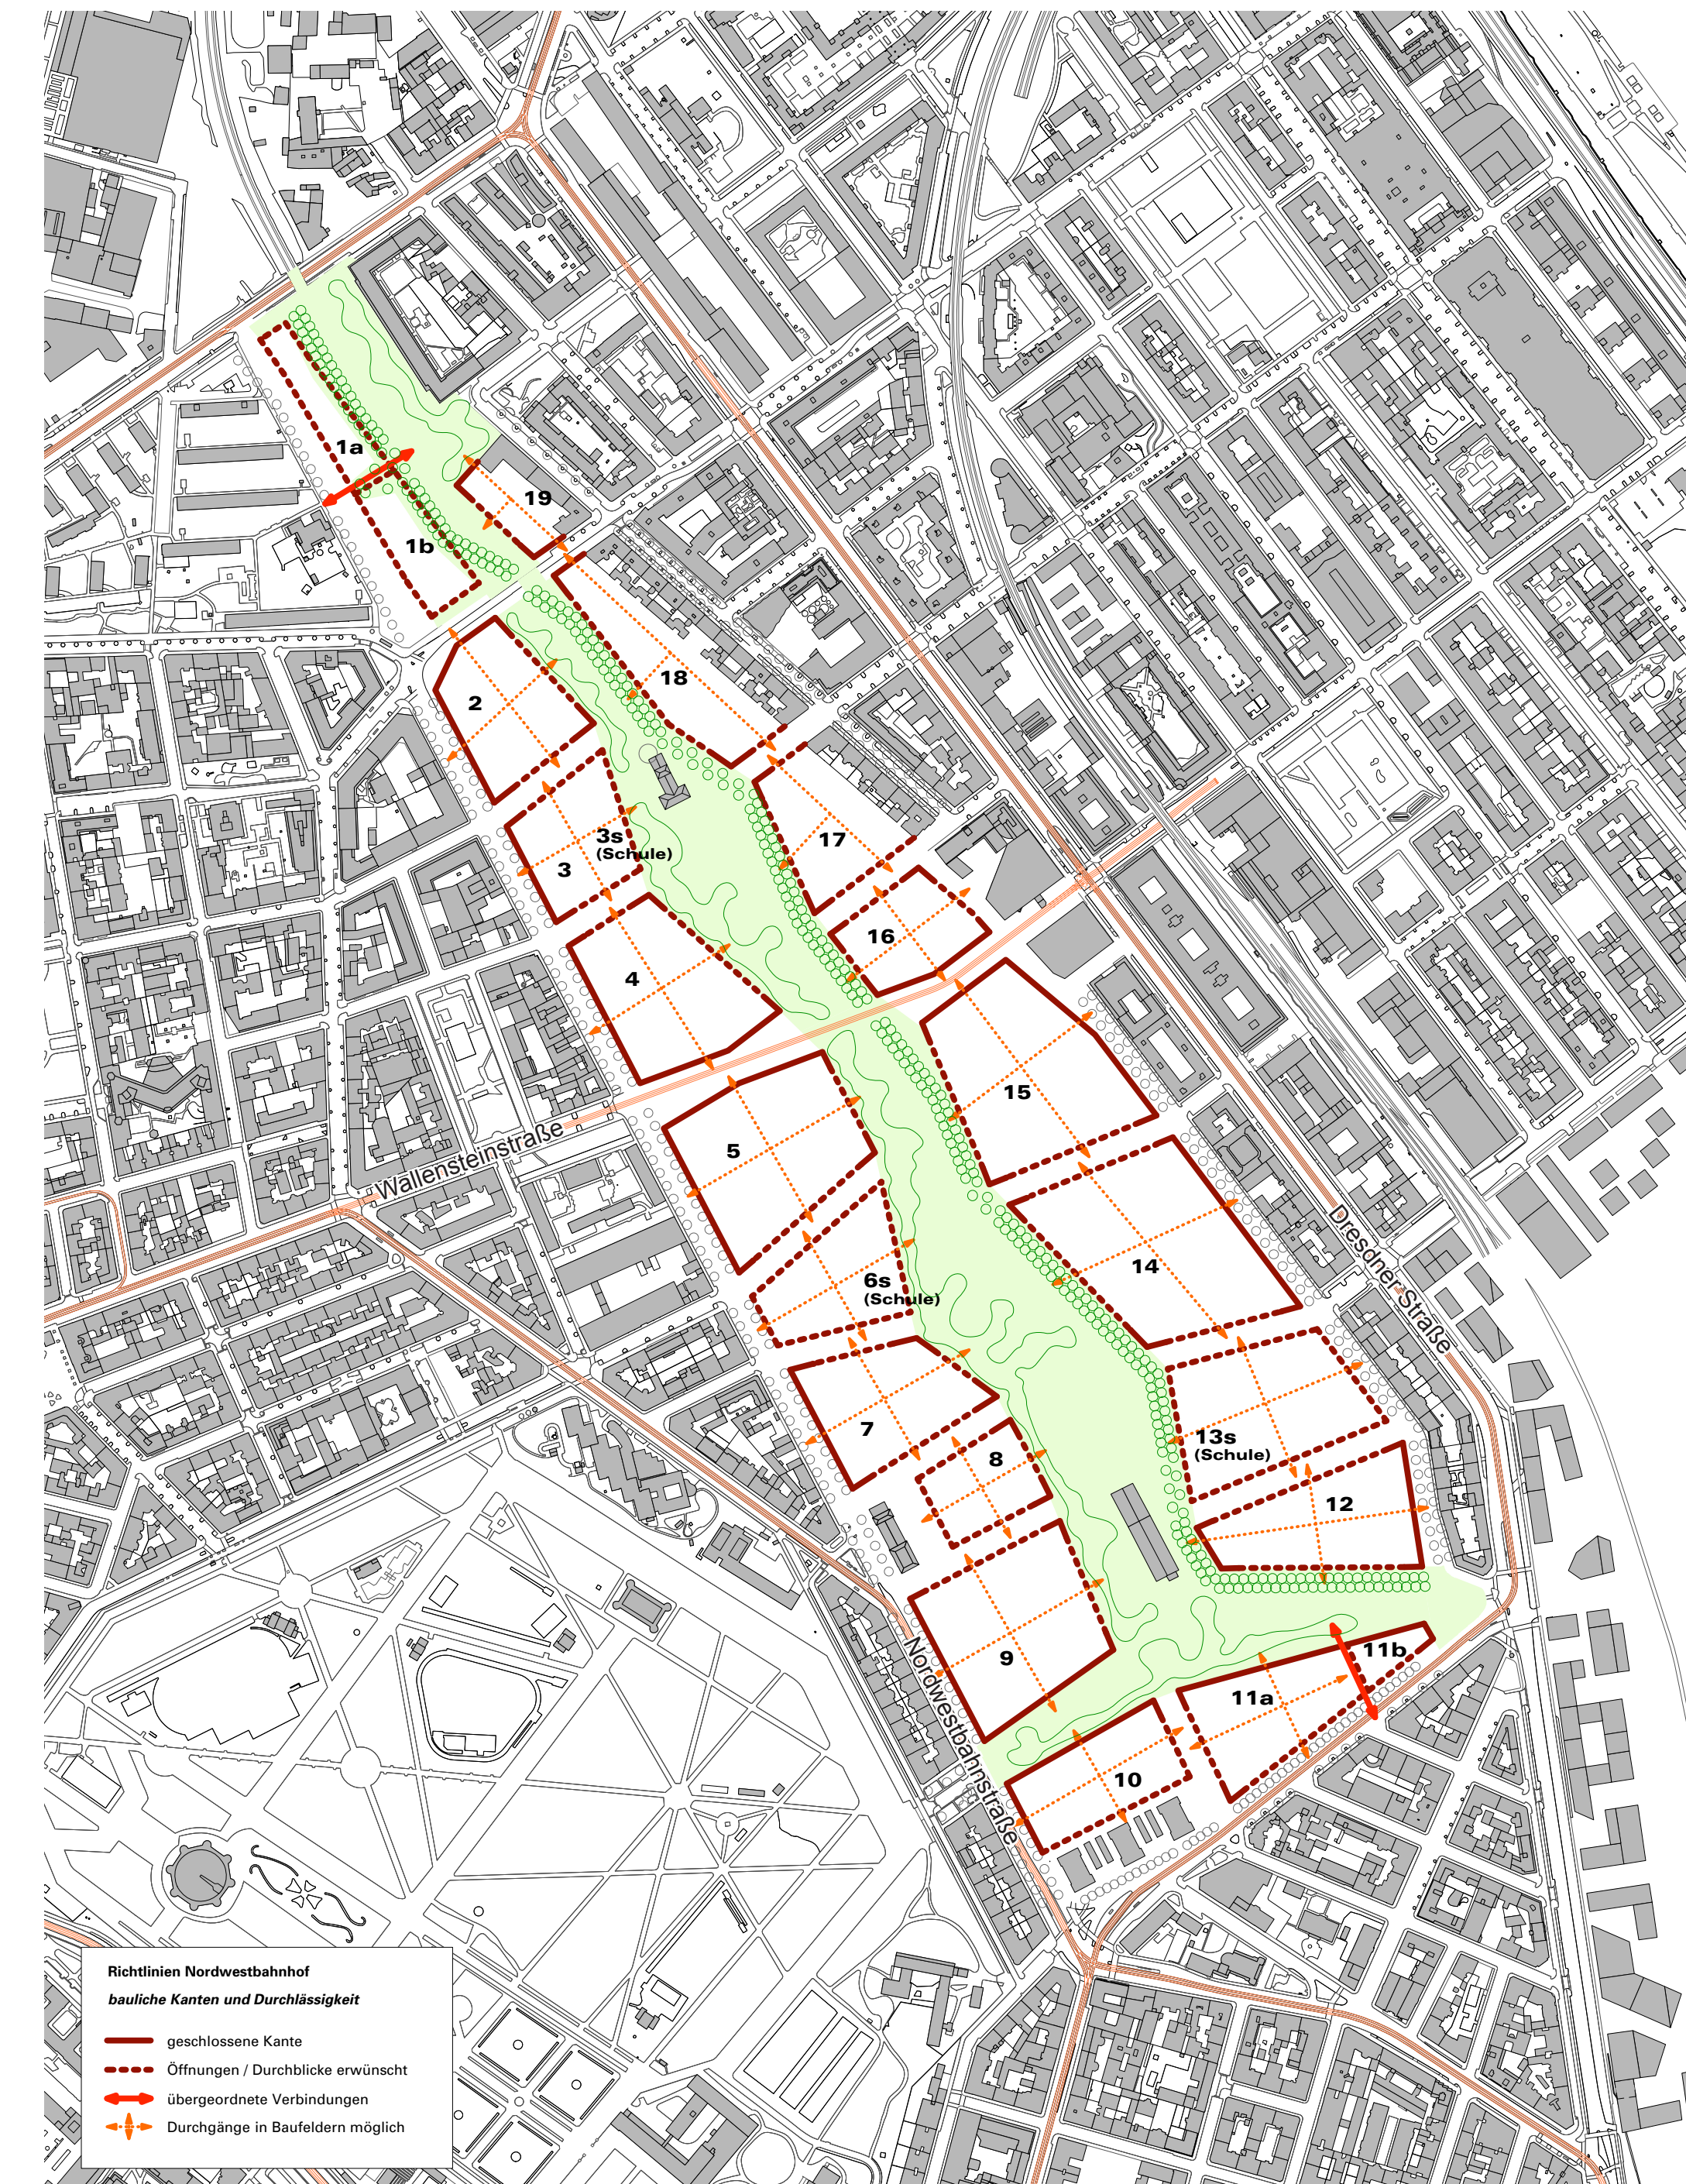 1a
19
1b
18
2
17
3s
(Schule)
3
16
4
15
5
Wallensteinstraße
Dresdner Straße
14
6s
(Schule)
7
13s
(Schule)
8
12
9
11b
11a
Nordwestbahnstraße
10
Richtlinien Nordwestbahnhof
bauliche Kanten und Durchlässigkeit
geschlossene Kante
Öffnungen / Durchblicke erwünscht
übergeordnete Verbindungen
Durchgänge in Baufeldern möglich